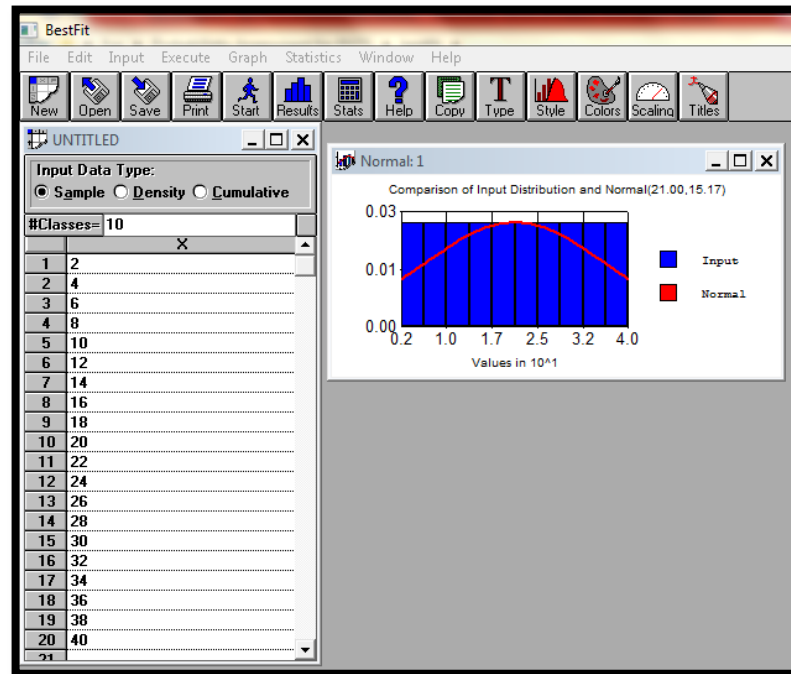 BestFit
File Edit Input Execute Graph Statistics Window Help
New Open Save Print Start Results Stats Help Copy Type Style Colors Scaling Titles
UNTITLED
Input Data Type:
Sample Density Cumulative
#Classes= 10
X
1 2
2 4
3 6
4 8
5 10
6 12
7 14
8 16
9 18
10 20
11 22
12 24
13 26
14 28
15 30
16 32
17 34
18 36
19 38
20 40
21
Normal: 1
Comparison of Input Distribution and Normal(21.00,15.17)
0.03
0.01
0.00
0.2 1.0 1.7 2.5 3.2 4.0
Values in 10^1
Input
Normal